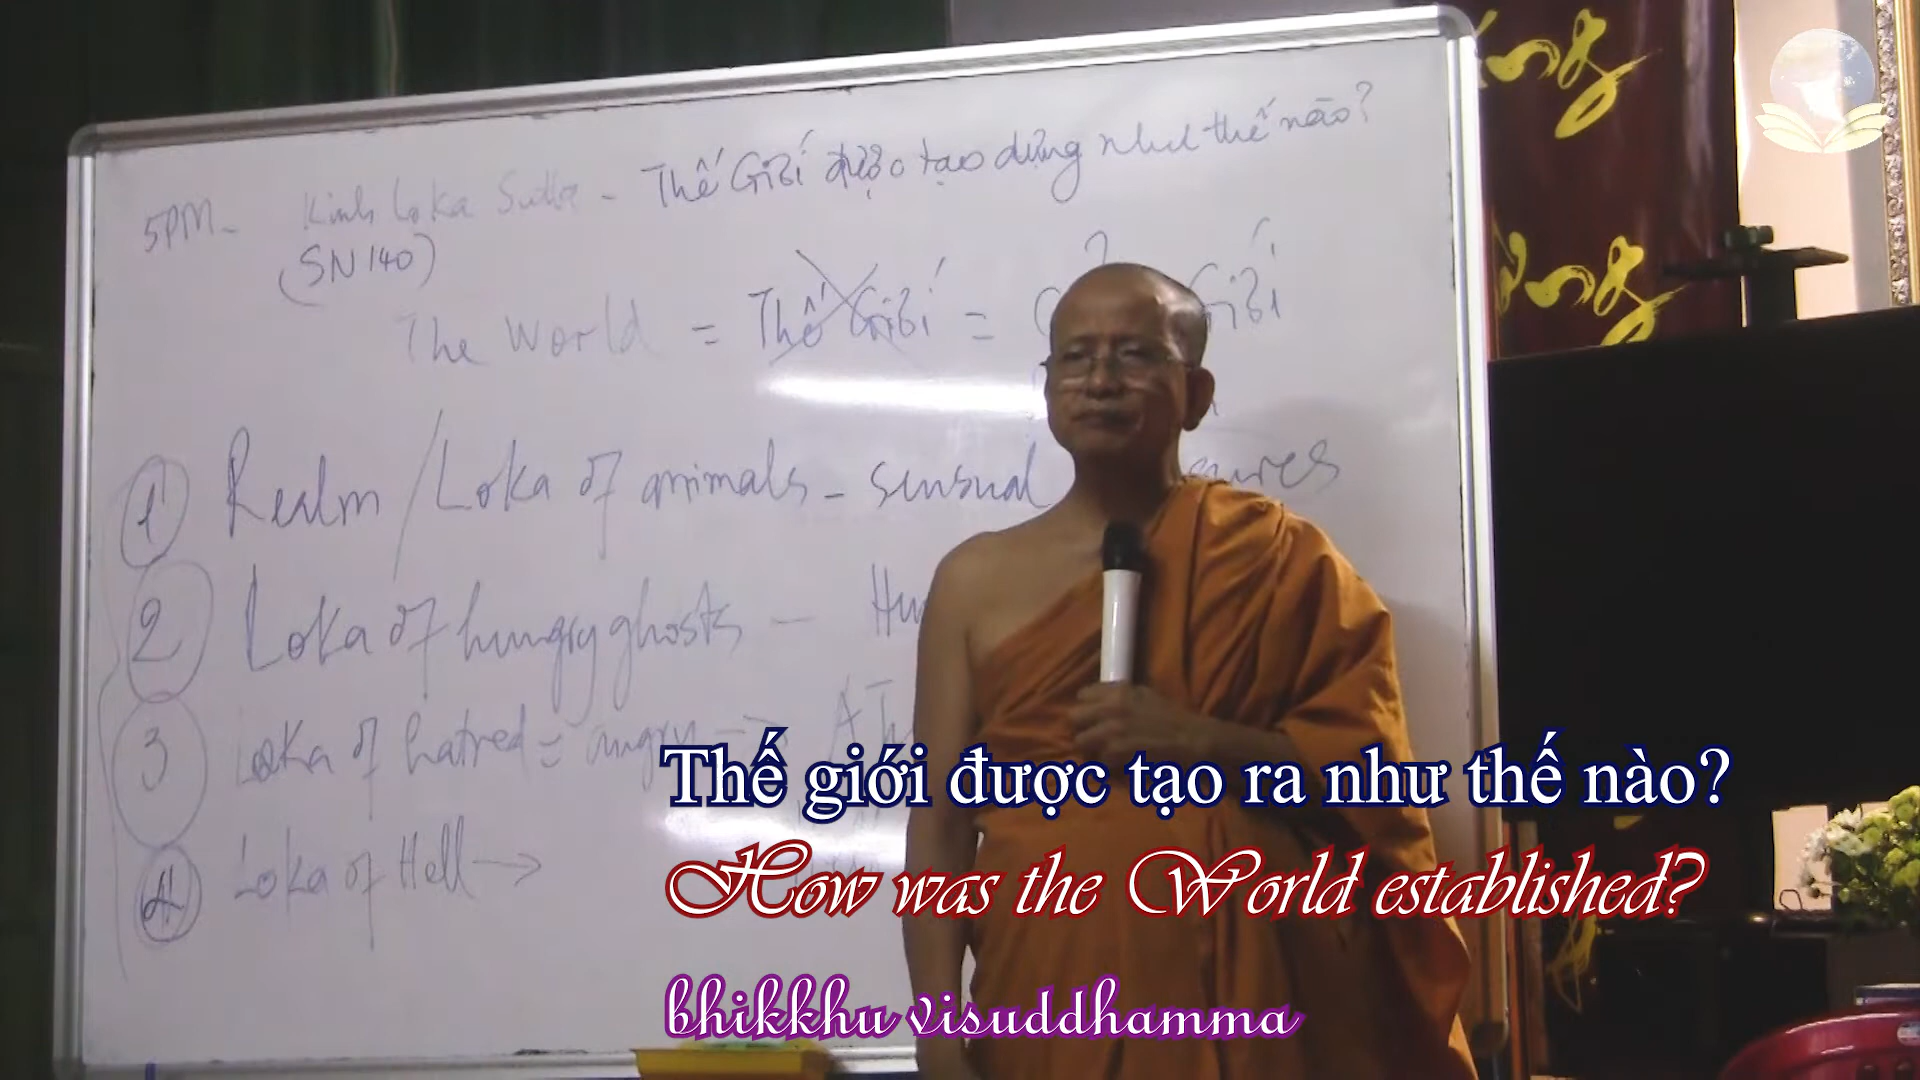 5PM - Kinh Loka Sutta - Thế Giới được tạo dựng như thế nào?
(SN 140)
The World = Thế Giới = Giới
1 Realm / Loka of animals - sensual
2 Loka of hungry ghosts -
3 Loka of hatred = angry →
4 Loka of Hell →
Thế giới được tạo ra như thế nào?
How was the World established?
bhikkhu visuddhamma